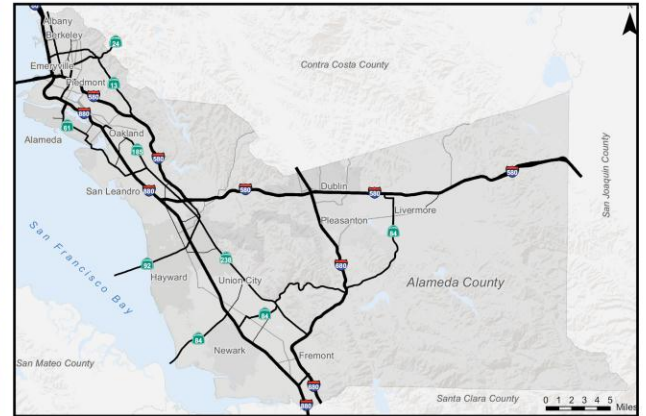 N
Albany
Berkeley
24
Contra Costa County
Emeryville
Piedmont
13
580
880
61
Alameda
Oakland
185
580
San Joaquin County
580
San Leandro
880
580
Dublin
580
Livermore
Pleasanton
84
San Francisco Bay
238
92
580
Hayward
Union City
Alameda County
84
84
Newark
Fremont
San Mateo County
680
880
Santa Clara County
0 1 2 3 4 5
Miles